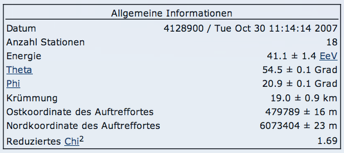 Allgemeine Informationen
Datum 4128900 / Tue Oct 30 11:14:14 2007
Anzahl Stationen 18
Energie 41.1 ± 1.4 EeV
Theta 54.5 ± 0.1 Grad
Phi 20.9 ± 0.1 Grad
Krümmung 19.0 ± 0.9 km
Ostkoordinate des Auftreffortes 479789 ± 16 m
Nordkoordinate des Auftreffortes 6073404 ± 23 m
Reduziertes Chi² 1.69